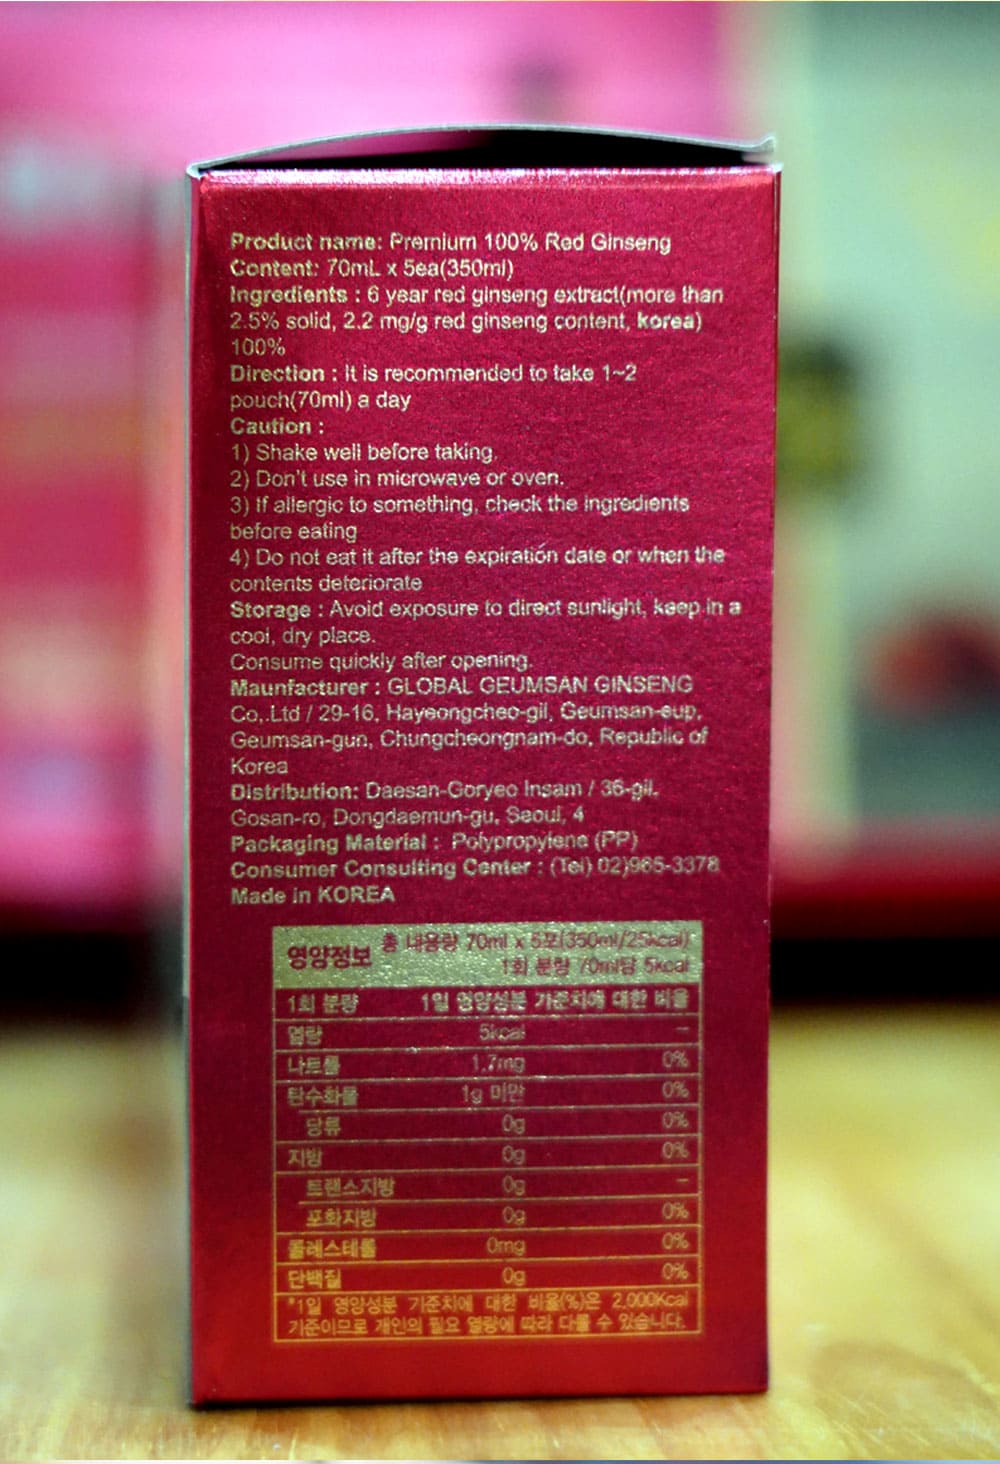 Product name: Premium 100% Red Ginseng
Content: 70mL x 5ea(350ml)
Ingredients : 6 year red ginseng extract(more than
2.5% solid, 2.2 mg/g red ginseng content, korea)
100%
Direction : It is recommended to take 1~2
pouch(70ml) a day
Caution :
1) Shake well before taking.
2) Don't use in microwave or oven.
3) If allergic to something, check the ingredients
before eating
4) Do not eat it after the expiration date or when the
contents deteriorate
Storage : Avoid exposure to direct sunlight, keep in a
cool, dry place.
Consume quickly after opening.
Maunfacturer : GLOBAL GEUMSAN GINSENG
Co,.Ltd / 29-16, Hayeongcheo-gil, Geumsan-eup,
Geumsan-gun, Chungcheongnam-do, Republic of
Korea
Distribution: Daesan-Goryeo Insam / 36-gil,
Gosan-ro, Dongdaemun-gu, Seoul, 4
Packaging Material : Polypropylene (PP)
Consumer Consulting Center : (Tel) 02)965-3378
Made in KOREA
영양정보 총 내용량 70ml x 5포(350ml/25kcal)
1회 분량 70ml당 5kcal
1회 분량 1일 영양성분 기준치에 대한 비율
열량 5kcal –
나트륨 1.7mg 0%
탄수화물 1g 미만 0%
당류 0g 0%
지방 0g 0%
트랜스지방 0g –
포화지방 0g 0%
콜레스테롤 0mg 0%
단백질 0g 0%
*1일 영양성분 기준치에 대한 비율(%)은 2,000Kcal
기준이므로 개인의 필요 열량에 따라 다를 수 있습니다.